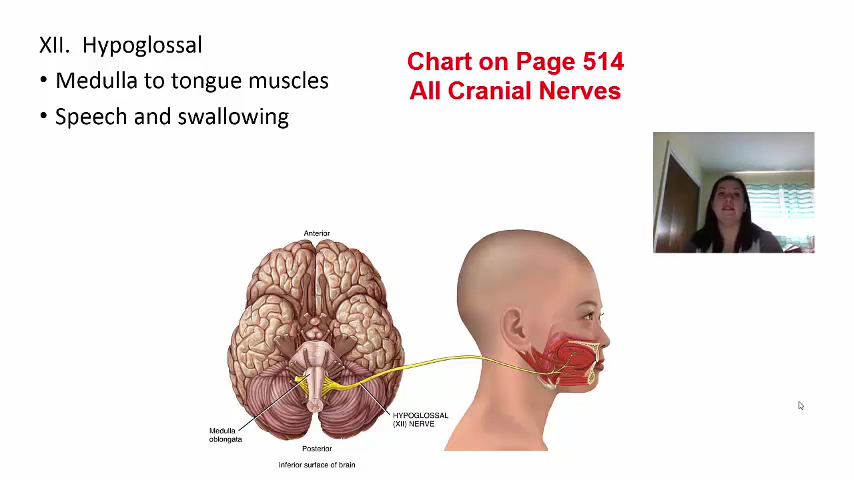 XII. Hypoglossal
• Medulla to tongue muscles
• Speech and swallowing
Chart on Page 514
All Cranial Nerves
Anterior
Medulla
oblongata
HYPOGLOSSAL
(XII) NERVE
Posterior
Inferior surface of brain